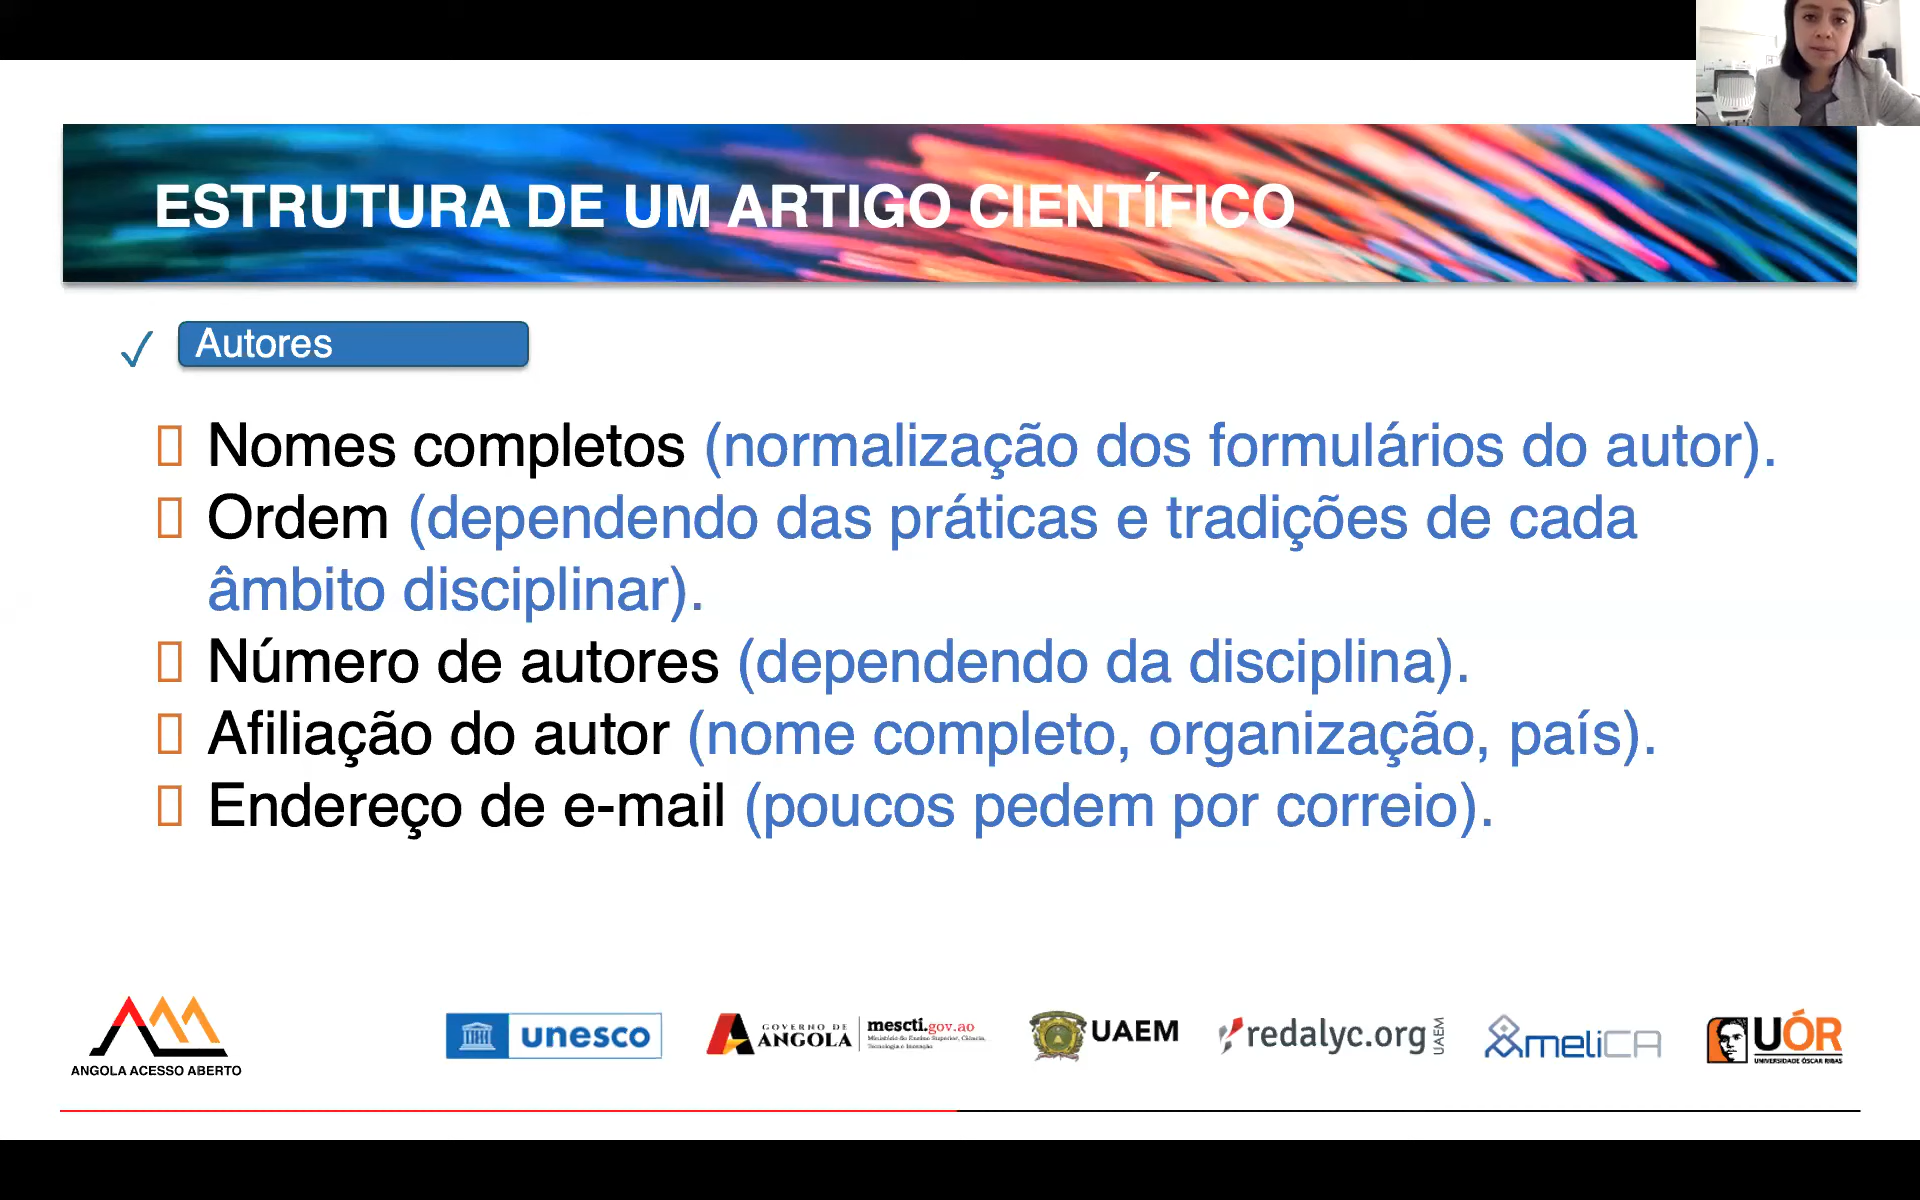 ESTRUTURA DE UM ARTIGO CIENTÍFICO
✓ Autores
Nomes completos (normalização dos formulários do autor).
Ordem (dependendo das práticas e tradições de cada
âmbito disciplinar).
Número de autores (dependendo da disciplina).
Afiliação do autor (nome completo, organização, país).
Endereço de e-mail (poucos pedem por correio).
ANGOLA ACESSO ABERTO
unesco
GOVERNO DE
ANGOLA
mescti.gov.ao
Ministério do Ensino Superior, Ciência,
Tecnologia e Inovação
UAEM
redalyc.org
UAEM
AmeliCA
UÓR
UNIVERSIDADE ÓSCAR RIBAS